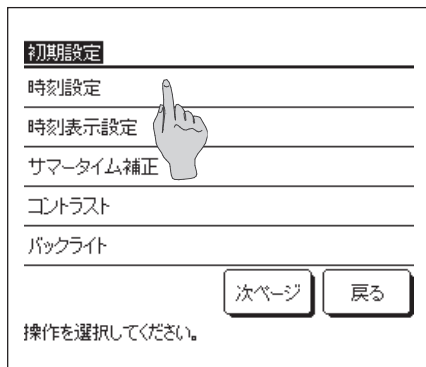 初期設定
時刻設定
時刻表示設定
サマータイム補正
コントラスト
バックライト
次ページ 戻る
操作を選択してください。